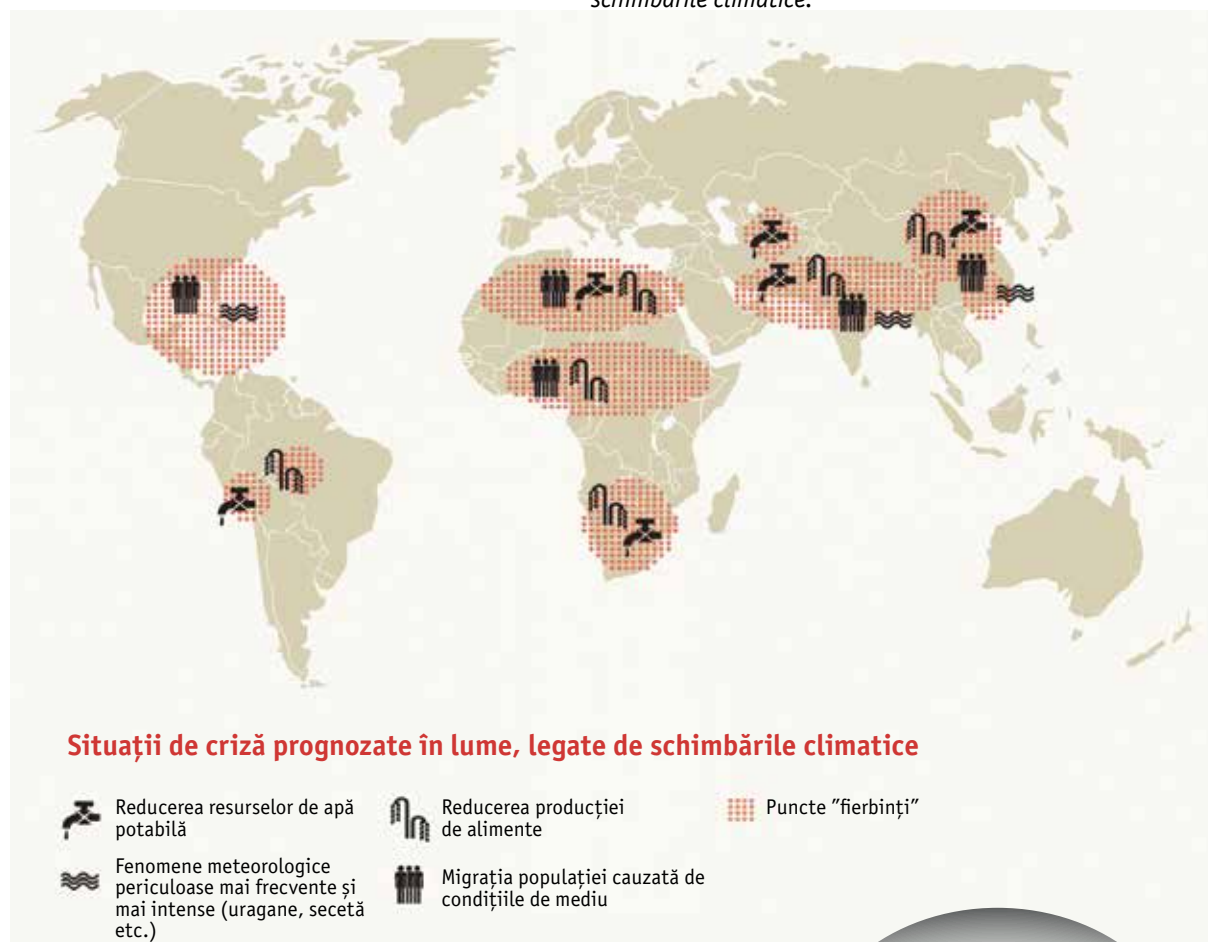 schimbările climatice.
Situații de criză prognozate în lume, legate de schimbările climatice
Reducerea resurselor de apă
potabilă
Fenomene meteorologice
periculoase mai frecvente și
mai intense (uragane, secetă
etc.)
Reducerea producției
de alimente
Migrația populației cauzată de
condițiile de mediu
Puncte "fierbinți"